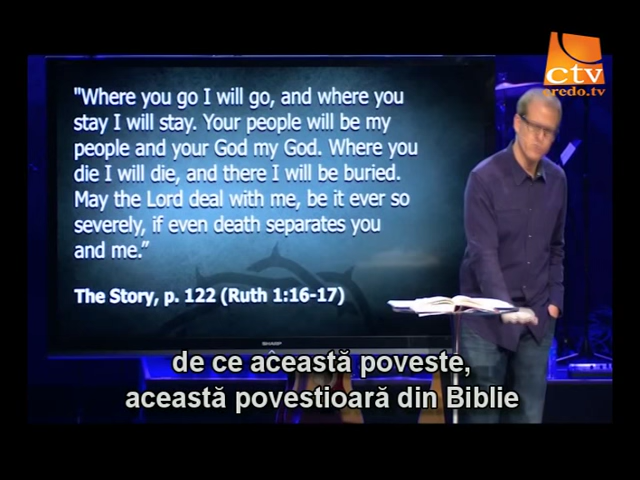 ctv
credo.tv
"Where you go I will go, and where you
stay I will stay. Your people will be my
people and your God my God. Where you
die I will die, and there I will be buried.
May the Lord deal with me, be it ever so
severely, if even death separates you
and me.”
The Story, p. 122 (Ruth 1:16-17)
SHARP
de ce această poveste,
această povestioară din Biblie